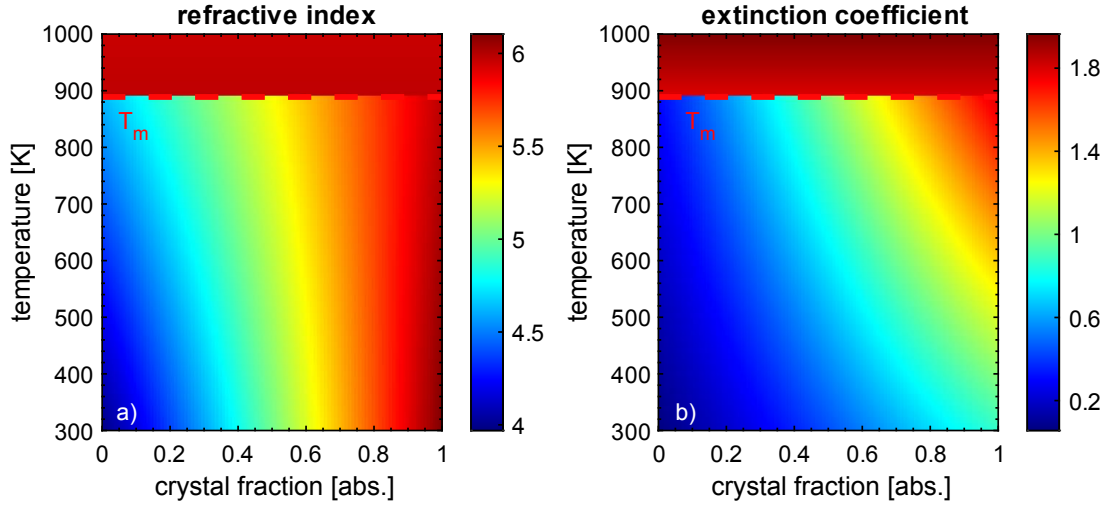 refractive index
1000
900
800
700
600
500
400
300
temperature [K]
T_m
a)
0 0.2 0.4 0.6 0.8 1
crystal fraction [abs.]
6
5.5
5
4.5
4
extinction coefficient
1000
900
800
700
600
500
400
300
temperature [K]
T_m
b)
0 0.2 0.4 0.6 0.8 1
crystal fraction [abs.]
1.8
1.4
1
0.6
0.2